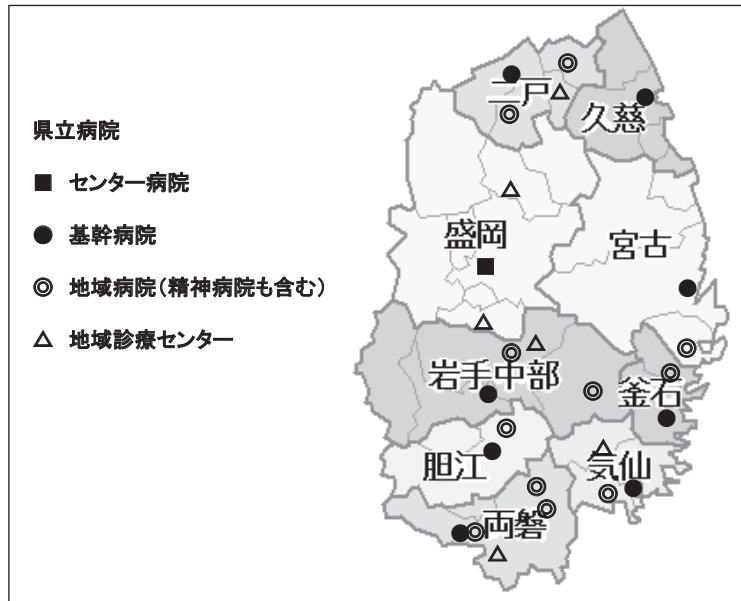 県立病院
■ センター病院
● 基幹病院
◎ 地域病院(精神病院も含む)
△ 地域診療センター
二戸
久慈
盛岡
宮古
岩手中部
釜石
胆江
気仙
両磐